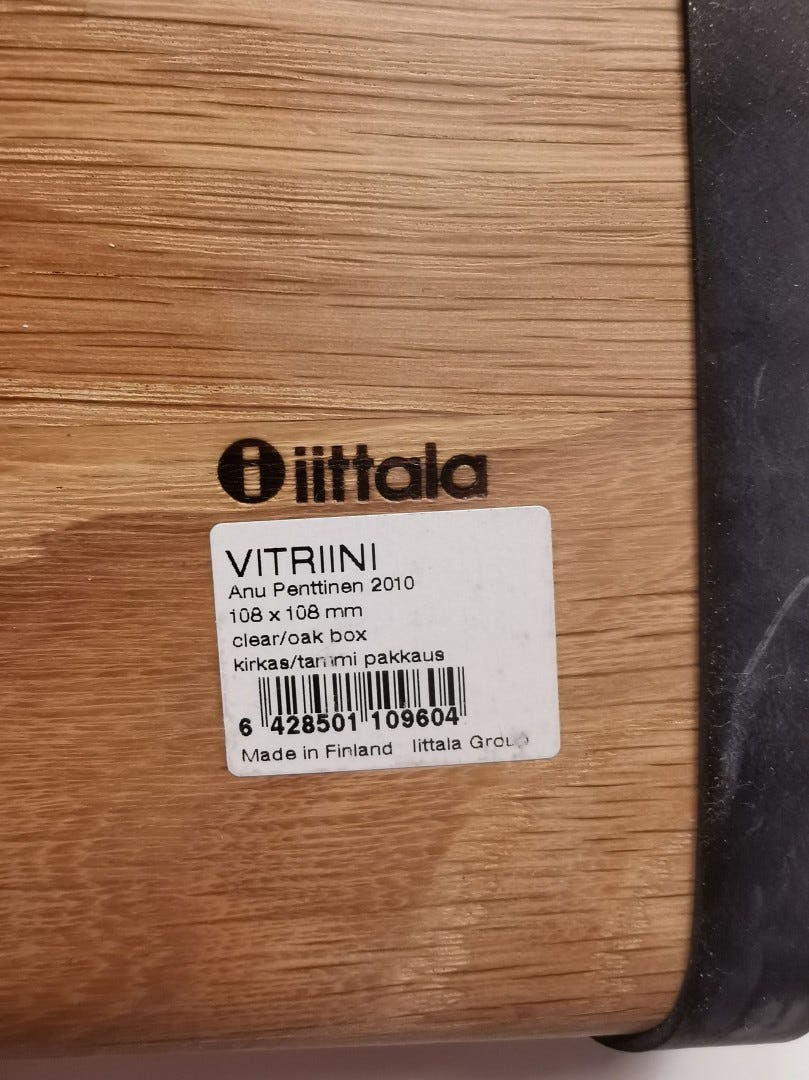 iittala
VITRIINI
Anu Penttinen 2010
108 x 108 mm
clear/oak box
kirkas/tammi pakkaus
6 428501 109604
Made in Finland Iittala Group